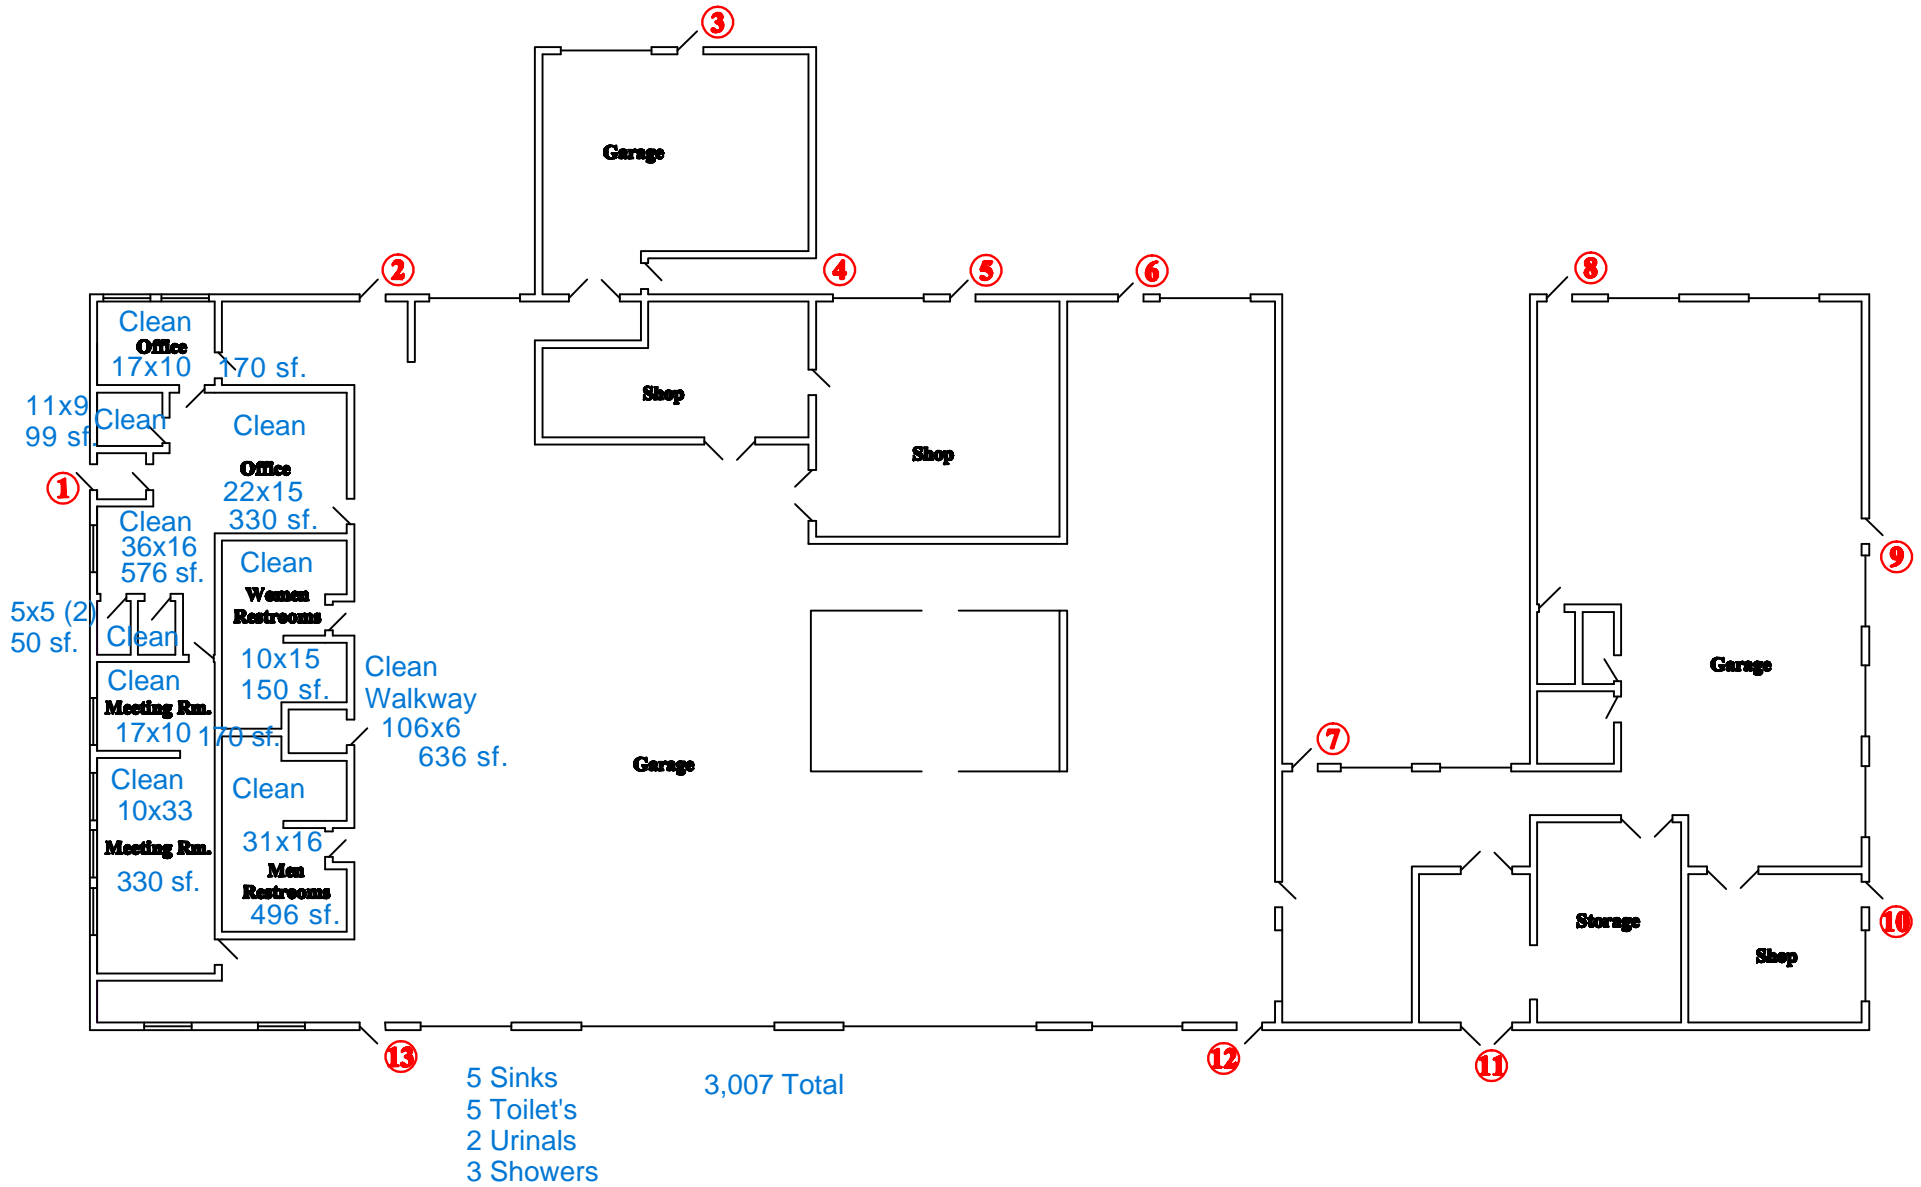 3
Garage
2
4
5
6
8
Clean
Office
17x10 170 sf.
11x9
99 sf.
Clean
Clean
Office
22x15
330 sf.
1
Shop
Shop
Clean
36x16
576 sf.
Clean
Women
Restrooms
10x15
150 sf.
5x5 (2)
50 sf.
Clean
Clean
Meeting Rm.
17x10 170 sf.
Clean
Walkway
106x6
636 sf.
Clean
10x33
Meeting Rm.
330 sf.
Clean
31x16
Men
Restrooms
496 sf.
Garage
7
9
Garage
Storage
Shop
10
13
12
11
5 Sinks
5 Toilet's
2 Urinals
3 Showers
3,007 Total